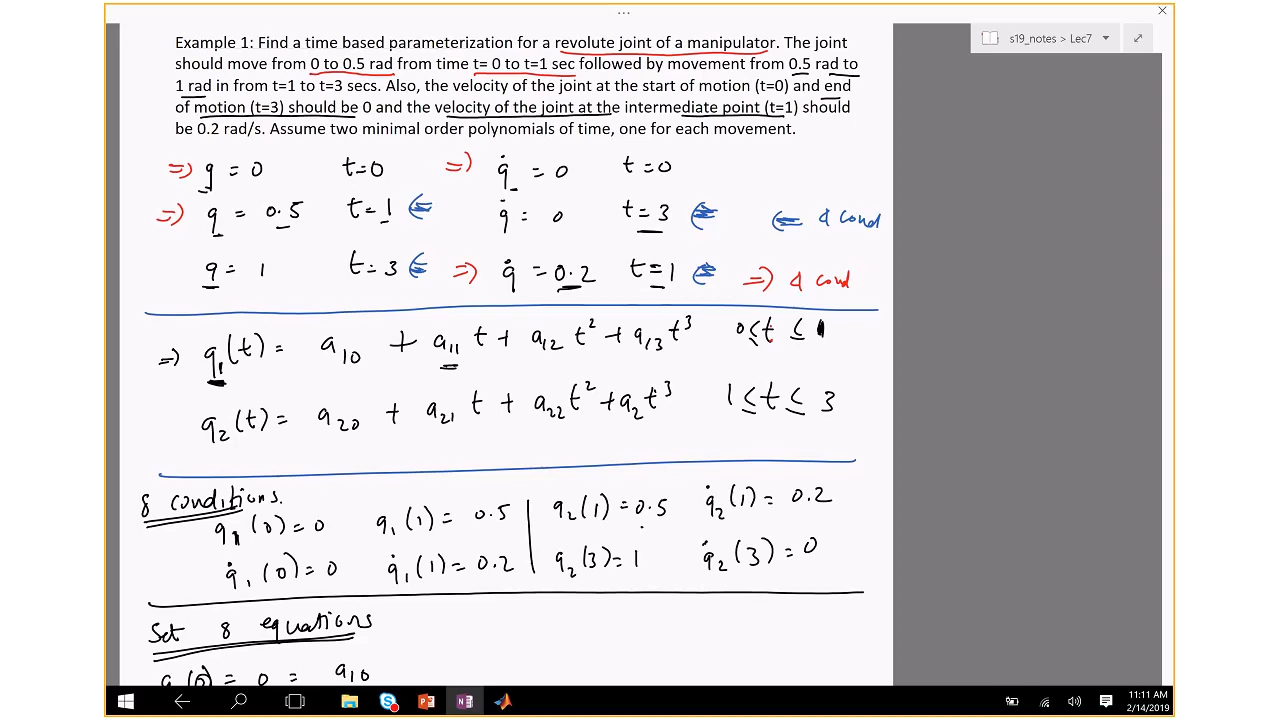 s19_notes > Lec7
Example 1: Find a time based parameterization for a revolute joint of a manipulator. The joint
should move from 0 to 0.5 rad from time t= 0 to t=1 sec followed by movement from 0.5 rad to
1 rad in from t=1 to t=3 secs. Also, the velocity of the joint at the start of motion (t=0) and end
of motion (t=3) should be 0 and the velocity of the joint at the intermediate point (t=1) should
be 0.2 rad/s. Assume two minimal order polynomials of time, one for each movement.
=> q = 0 t=0 => q̇ = 0 t=0
=> q = 0.5 t=1 <= q̇ = 0 t=3 <= <= 4 cond
q = 1 t=3 <= => q̇ = 0.2 t=1 <= => 4 cond
=> q₁(t) = a₁₀ + a₁₁ t + a₁₂ t² + a₁₃ t³ 0 ≤ t ≤ 1
q₂(t) = a₂₀ + a₂₁ t + a₂₂ t² + a₂ t³ 1 ≤ t ≤ 3
8 conditions.
q₁(0) = 0 q₁(1) = 0.5 q₂(1) = 0.5 q̇₂(1) = 0.2
q̇₁(0) = 0 q̇₁(1) = 0.2 q₂(3) = 1 q̇₂(3) = 0
Set 8 equations
q₁(0) = 0 = a₁₀
11:11 AM
2/14/2019